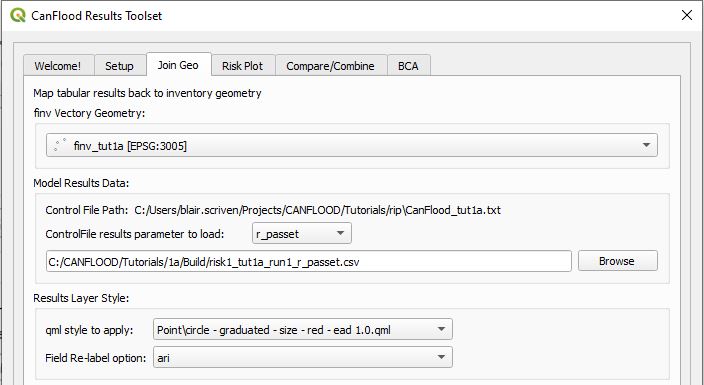 CanFlood Results Toolset
Welcome! Setup Join Geo Risk Plot Compare/Combine BCA
Map tabular results back to inventory geometry
finv Vectory Geometry:
finv_tut1a [EPSG:3005]
Model Results Data:
Control File Path: C:/Users/blair.scriven/Projects/CANFLOOD/Tutorials/rip\CanFlood_tut1a.txt
ControlFile results parameter to load: r_passet
C:/CANFLOOD/Tutorials/1a/Build/risk1_tut1a_run1_r_passet.csv Browse
Results Layer Style:
qml style to apply: Point\circle - graduated - size - red - ead 1.0.qml
Field Re-label option: ari